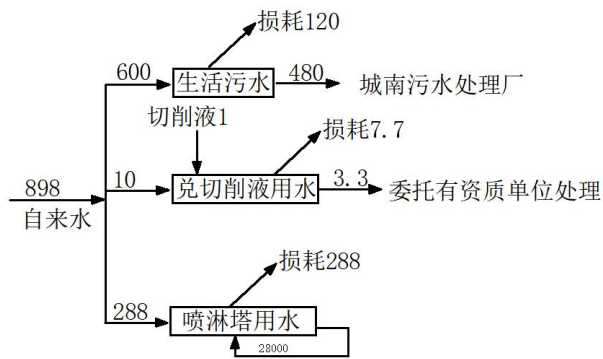 损耗120
600
生活污水
480
城南污水处理厂
切削液1
损耗7.7
898
自来水
10
兑切削液用水
3.3
委托有资质单位处理
损耗288
288
喷淋塔用水
28000